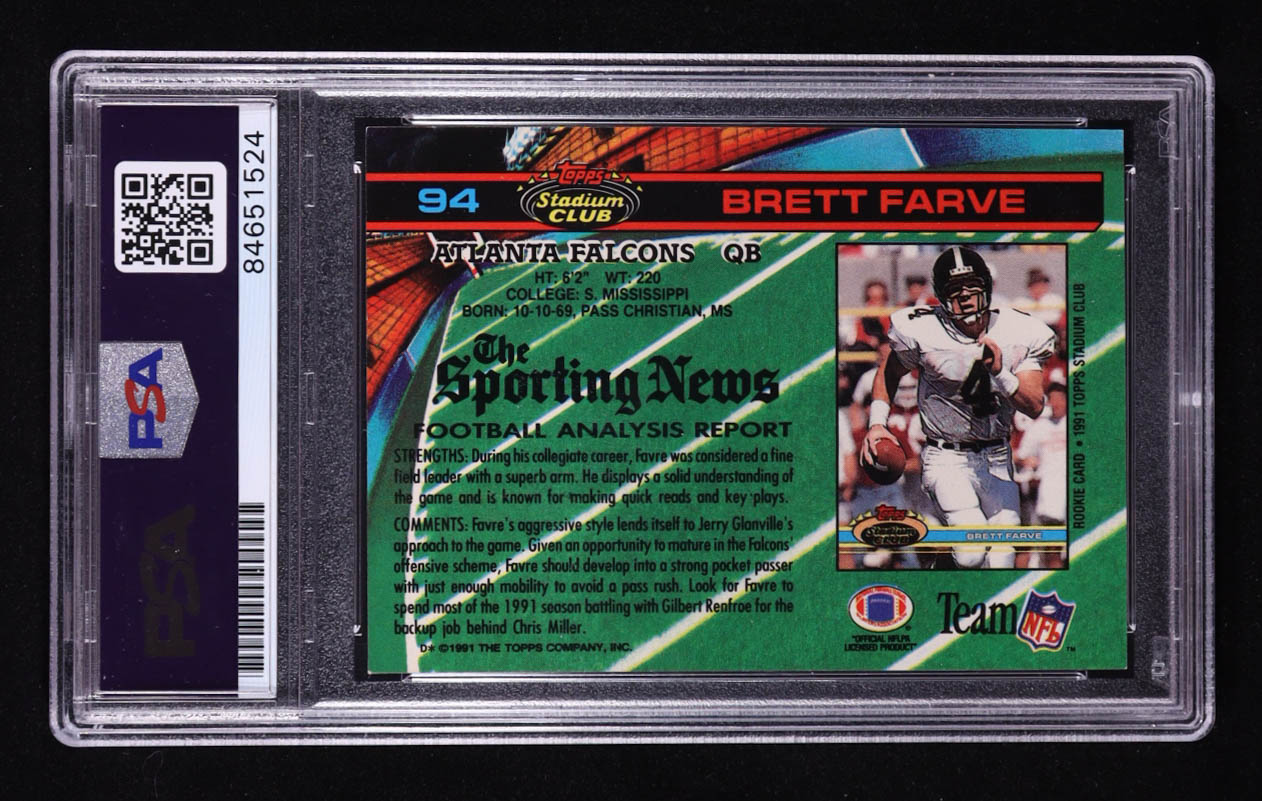 84651524
PSA
PSA
94
Topps
Stadium
CLUB
BRETT FARVE
ATLANTA FALCONS QB
HT: 6'2" WT: 220
COLLEGE: S. MISSISSIPPI
BORN: 10-10-69, PASS CHRISTIAN, MS
The
Sporting News
FOOTBALL ANALYSIS REPORT
STRENGTHS: During his collegiate career, Favre was considered a fine
field leader with a superb arm. He displays a solid understanding of
the game and is known for making quick reads and key plays.
COMMENTS: Favre's aggressive style lends itself to Jerry Glanville's
approach to the game. Given an opportunity to mature in the Falcons'
offensive scheme, Favre should develop into a strong pocket passer
with just enough mobility to avoid a pass rush. Look for Favre to
spend most of the 1991 season battling with Gilbert Renfroe for the
backup job behind Chris Miller.
D* ©1991 THE TOPPS COMPANY, INC.
4
4
Topps
Stadium
Club
BRETT FARVE
ROOKIE CARD • 1991 TOPPS STADIUM CLUB
"OFFICIAL NFLPA
LICENSED PRODUCT"
Team NFL
TM